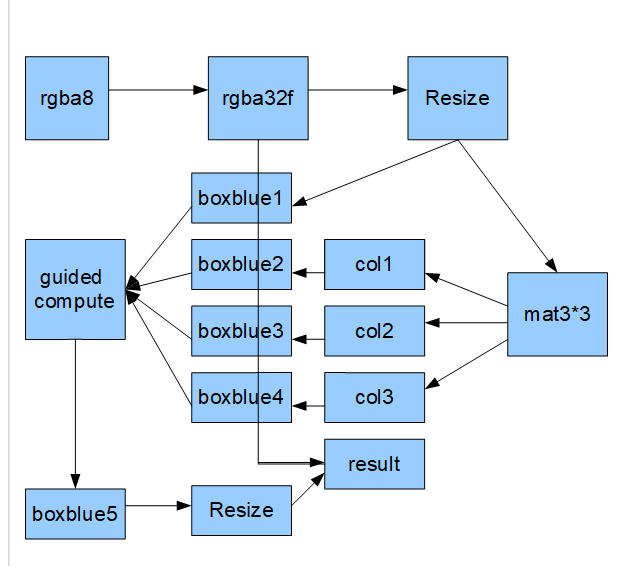 rgba8
rgba32f
Resize
boxblue1
guided
compute
boxblue2
col1
mat3*3
boxblue3
col2
boxblue4
col3
result
boxblue5
Resize